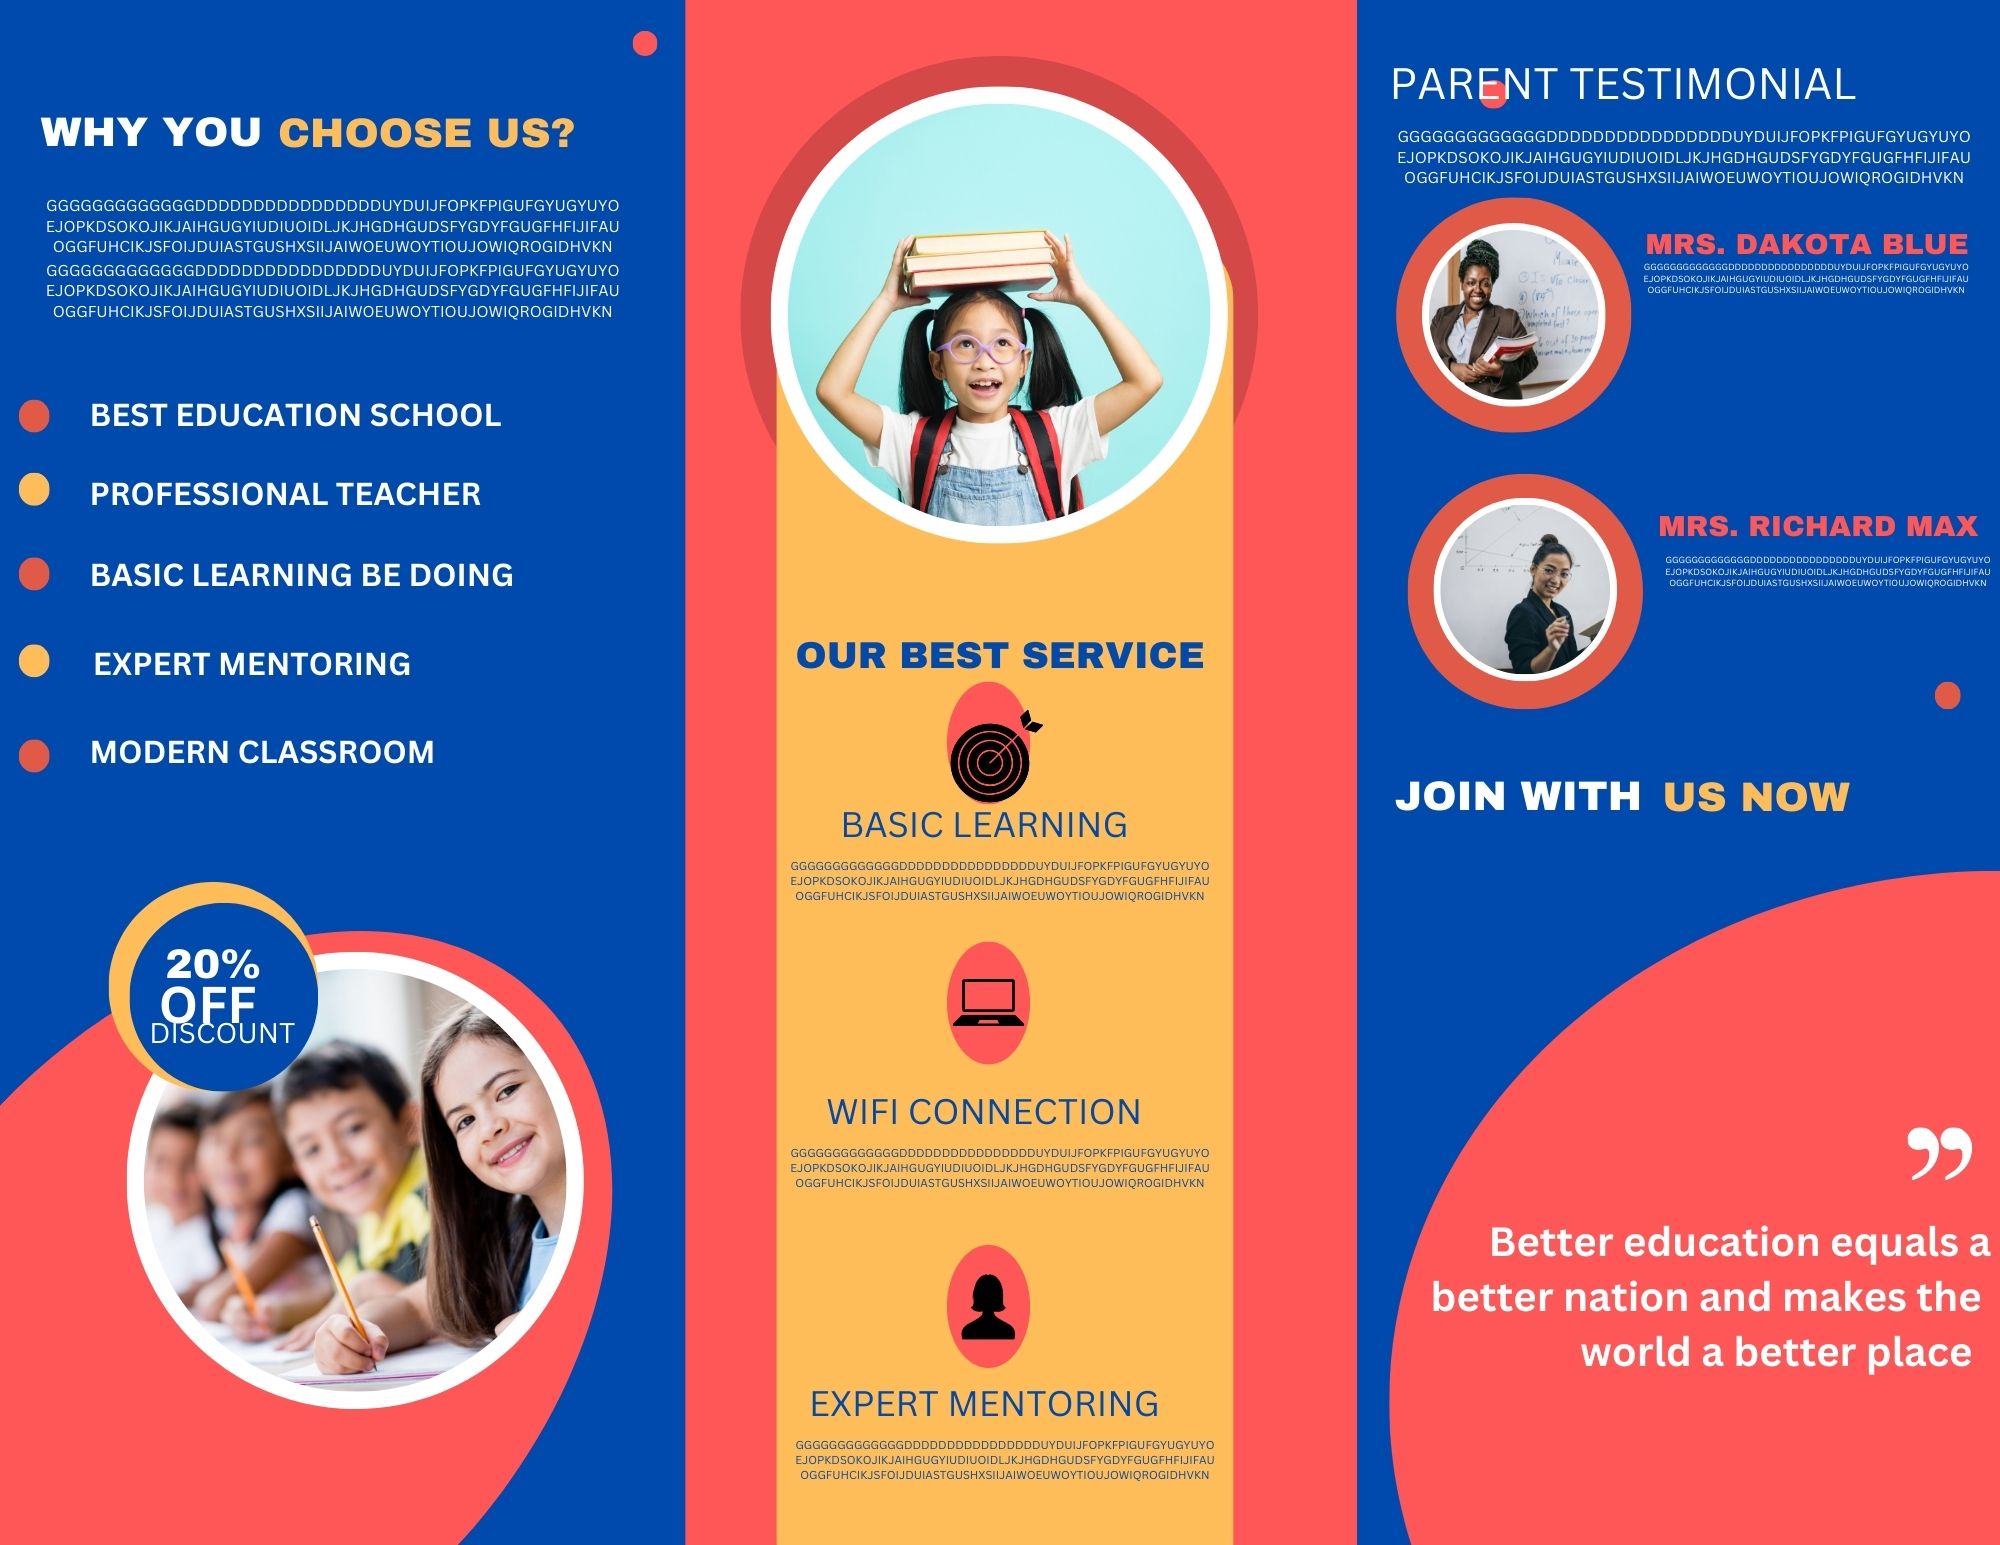 WHY YOU CHOOSE US?
GGGGGGGGGGGGGDDDDDDDDDDDDDDDDUYDUIJFOPKFPIGUFGYUGYUYO
EJOPKDSOKOJIKJAIHGUGYIUDIUOIDLJKJHGDHGUDSFYGDYFGUGFHFIJIFAU
OGGFUHCIKJSFOIJDUIASTGUSHXSIIJAIWOEUWOYTIOUJOWIQROGIDHVKN
GGGGGGGGGGGGGDDDDDDDDDDDDDDDDUYDUIJFOPKFPIGUFGYUGYUYO
EJOPKDSOKOJIKJAIHGUGYIUDIUOIDLJKJHGDHGUDSFYGDYFGUGFHFIJIFAU
OGGFUHCIKJSFOIJDUIASTGUSHXSIIJAIWOEUWOYTIOUJOWIQROGIDHVKN
BEST EDUCATION SCHOOL
PROFESSIONAL TEACHER
BASIC LEARNING BE DOING
EXPERT MENTORING
MODERN CLASSROOM
20%
OFF
DISCOUNT
OUR BEST SERVICE
BASIC LEARNING
GGGGGGGGGGGGGDDDDDDDDDDDDDDDDUYDUIJFOPKFPIGUFGYUGYUYO
EJOPKDSOKOJIKJAIHGUGYIUDIUOIDLJKJHGDHGUDSFYGDYFGUGFHFIJIFAU
OGGFUHCIKJSFOIJDUIASTGUSHXSIIJAIWOEUWOYTIOUJOWIQROGIDHVKN
WIFI CONNECTION
GGGGGGGGGGGGGDDDDDDDDDDDDDDDDUYDUIJFOPKFPIGUFGYUGYUYO
EJOPKDSOKOJIKJAIHGUGYIUDIUOIDLJKJHGDHGUDSFYGDYFGUGFHFIJIFAU
OGGFUHCIKJSFOIJDUIASTGUSHXSIIJAIWOEUWOYTIOUJOWIQROGIDHVKN
EXPERT MENTORING
GGGGGGGGGGGGGDDDDDDDDDDDDDDDDUYDUIJFOPKFPIGUFGYUGYUYO
EJOPKDSOKOJIKJAIHGUGYIUDIUOIDLJKJHGDHGUDSFYGDYFGUGFHFIJIFAU
OGGFUHCIKJSFOIJDUIASTGUSHXSIIJAIWOEUWOYTIOUJOWIQROGIDHVKN
PARENT TESTIMONIAL
GGGGGGGGGGGGGDDDDDDDDDDDDDDDDUYDUIJFOPKFPIGUFGYUGYUYO
EJOPKDSOKOJIKJAIHGUGYIUDIUOIDLJKJHGDHGUDSFYGDYFGUGFHFIJIFAU
OGGFUHCIKJSFOIJDUIASTGUSHXSIIJAIWOEUWOYTIOUJOWIQROGIDHVKN
MRS. DAKOTA BLUE
GGGGGGGGGGGGGDDDDDDDDDDDDDDDDUYDUIJFOPKFPIGUFGYUGYUYO
EJOPKDSOKOJIKJAIHGUGYIUDIUOIDLJKJHGDHGUDSFYGDYFGUGFHFIJIFAU
OGGFUHCIKJSFOIJDUIASTGUSHXSIIJAIWOEUWOYTIOUJOWIQROGIDHVKN
MRS. RICHARD MAX
GGGGGGGGGGGGGDDDDDDDDDDDDDDDDUYDUIJFOPKFPIGUFGYUGYUYO
EJOPKDSOKOJIKJAIHGUGYIUDIUOIDLJKJHGDHGUDSFYGDYFGUGFHFIJIFAU
OGGFUHCIKJSFOIJDUIASTGUSHXSIIJAIWOEUWOYTIOUJOWIQROGIDHVKN
JOIN WITH US NOW
”
Better education equals a
better nation and makes the
world a better place